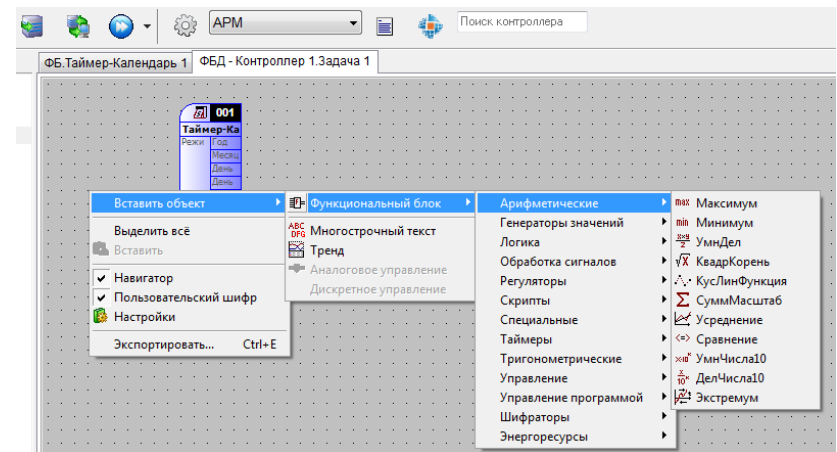 АРМ
Поиск контроллера
ФБ.Таймер-Календарь 1
ФБД - Контроллер 1.Задача 1
001
Таймер-Ка
Режи
Год
Месяц
День
День
Вставить объект
Выделить всё
Вставить
Навигатор
Пользовательский шифр
Настройки
Экспортировать... Ctrl+E
Функциональный блок
ABC DFG Многострочный текст
Тренд
Аналоговое управление
Дискретное управление
Арифметические
Генераторы значений
Логика
Обработка сигналов
Регуляторы
Скрипты
Специальные
Таймеры
Тригонометрические
Управление
Управление программой
Шифраторы
Энергоресурсы
max Максимум
min Минимум
УмнДел
√X КвадрКорень
КусЛинФункция
Σ СуммМасштаб
Усреднение
<=> Сравнение
УмнЧисла10
ДелЧисла10
Экстремум